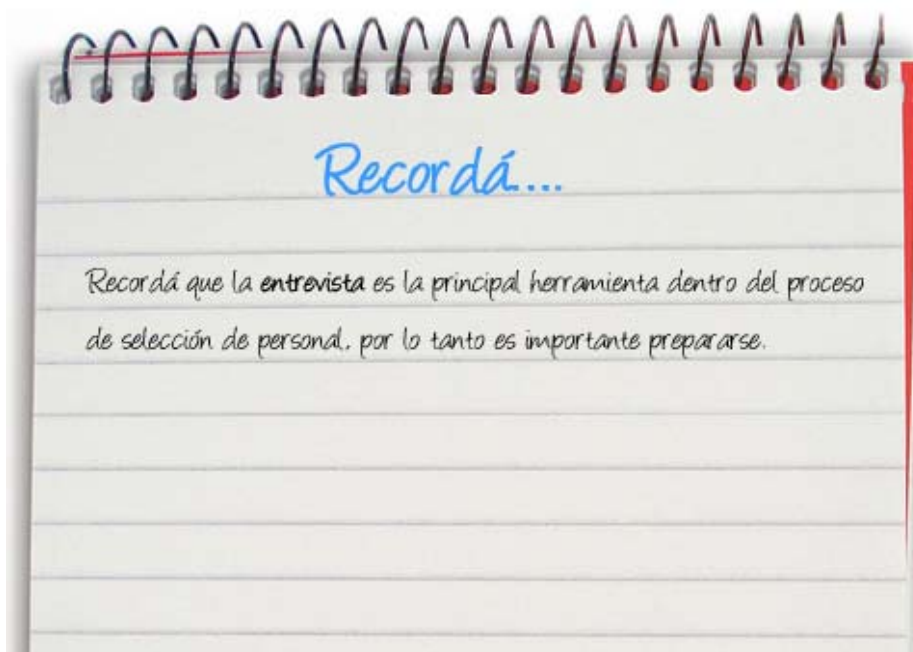 Recordá....
Recordá que la entrevista es la principal herramienta dentro del proceso
de selección de personal, por lo tanto es importante prepararse.